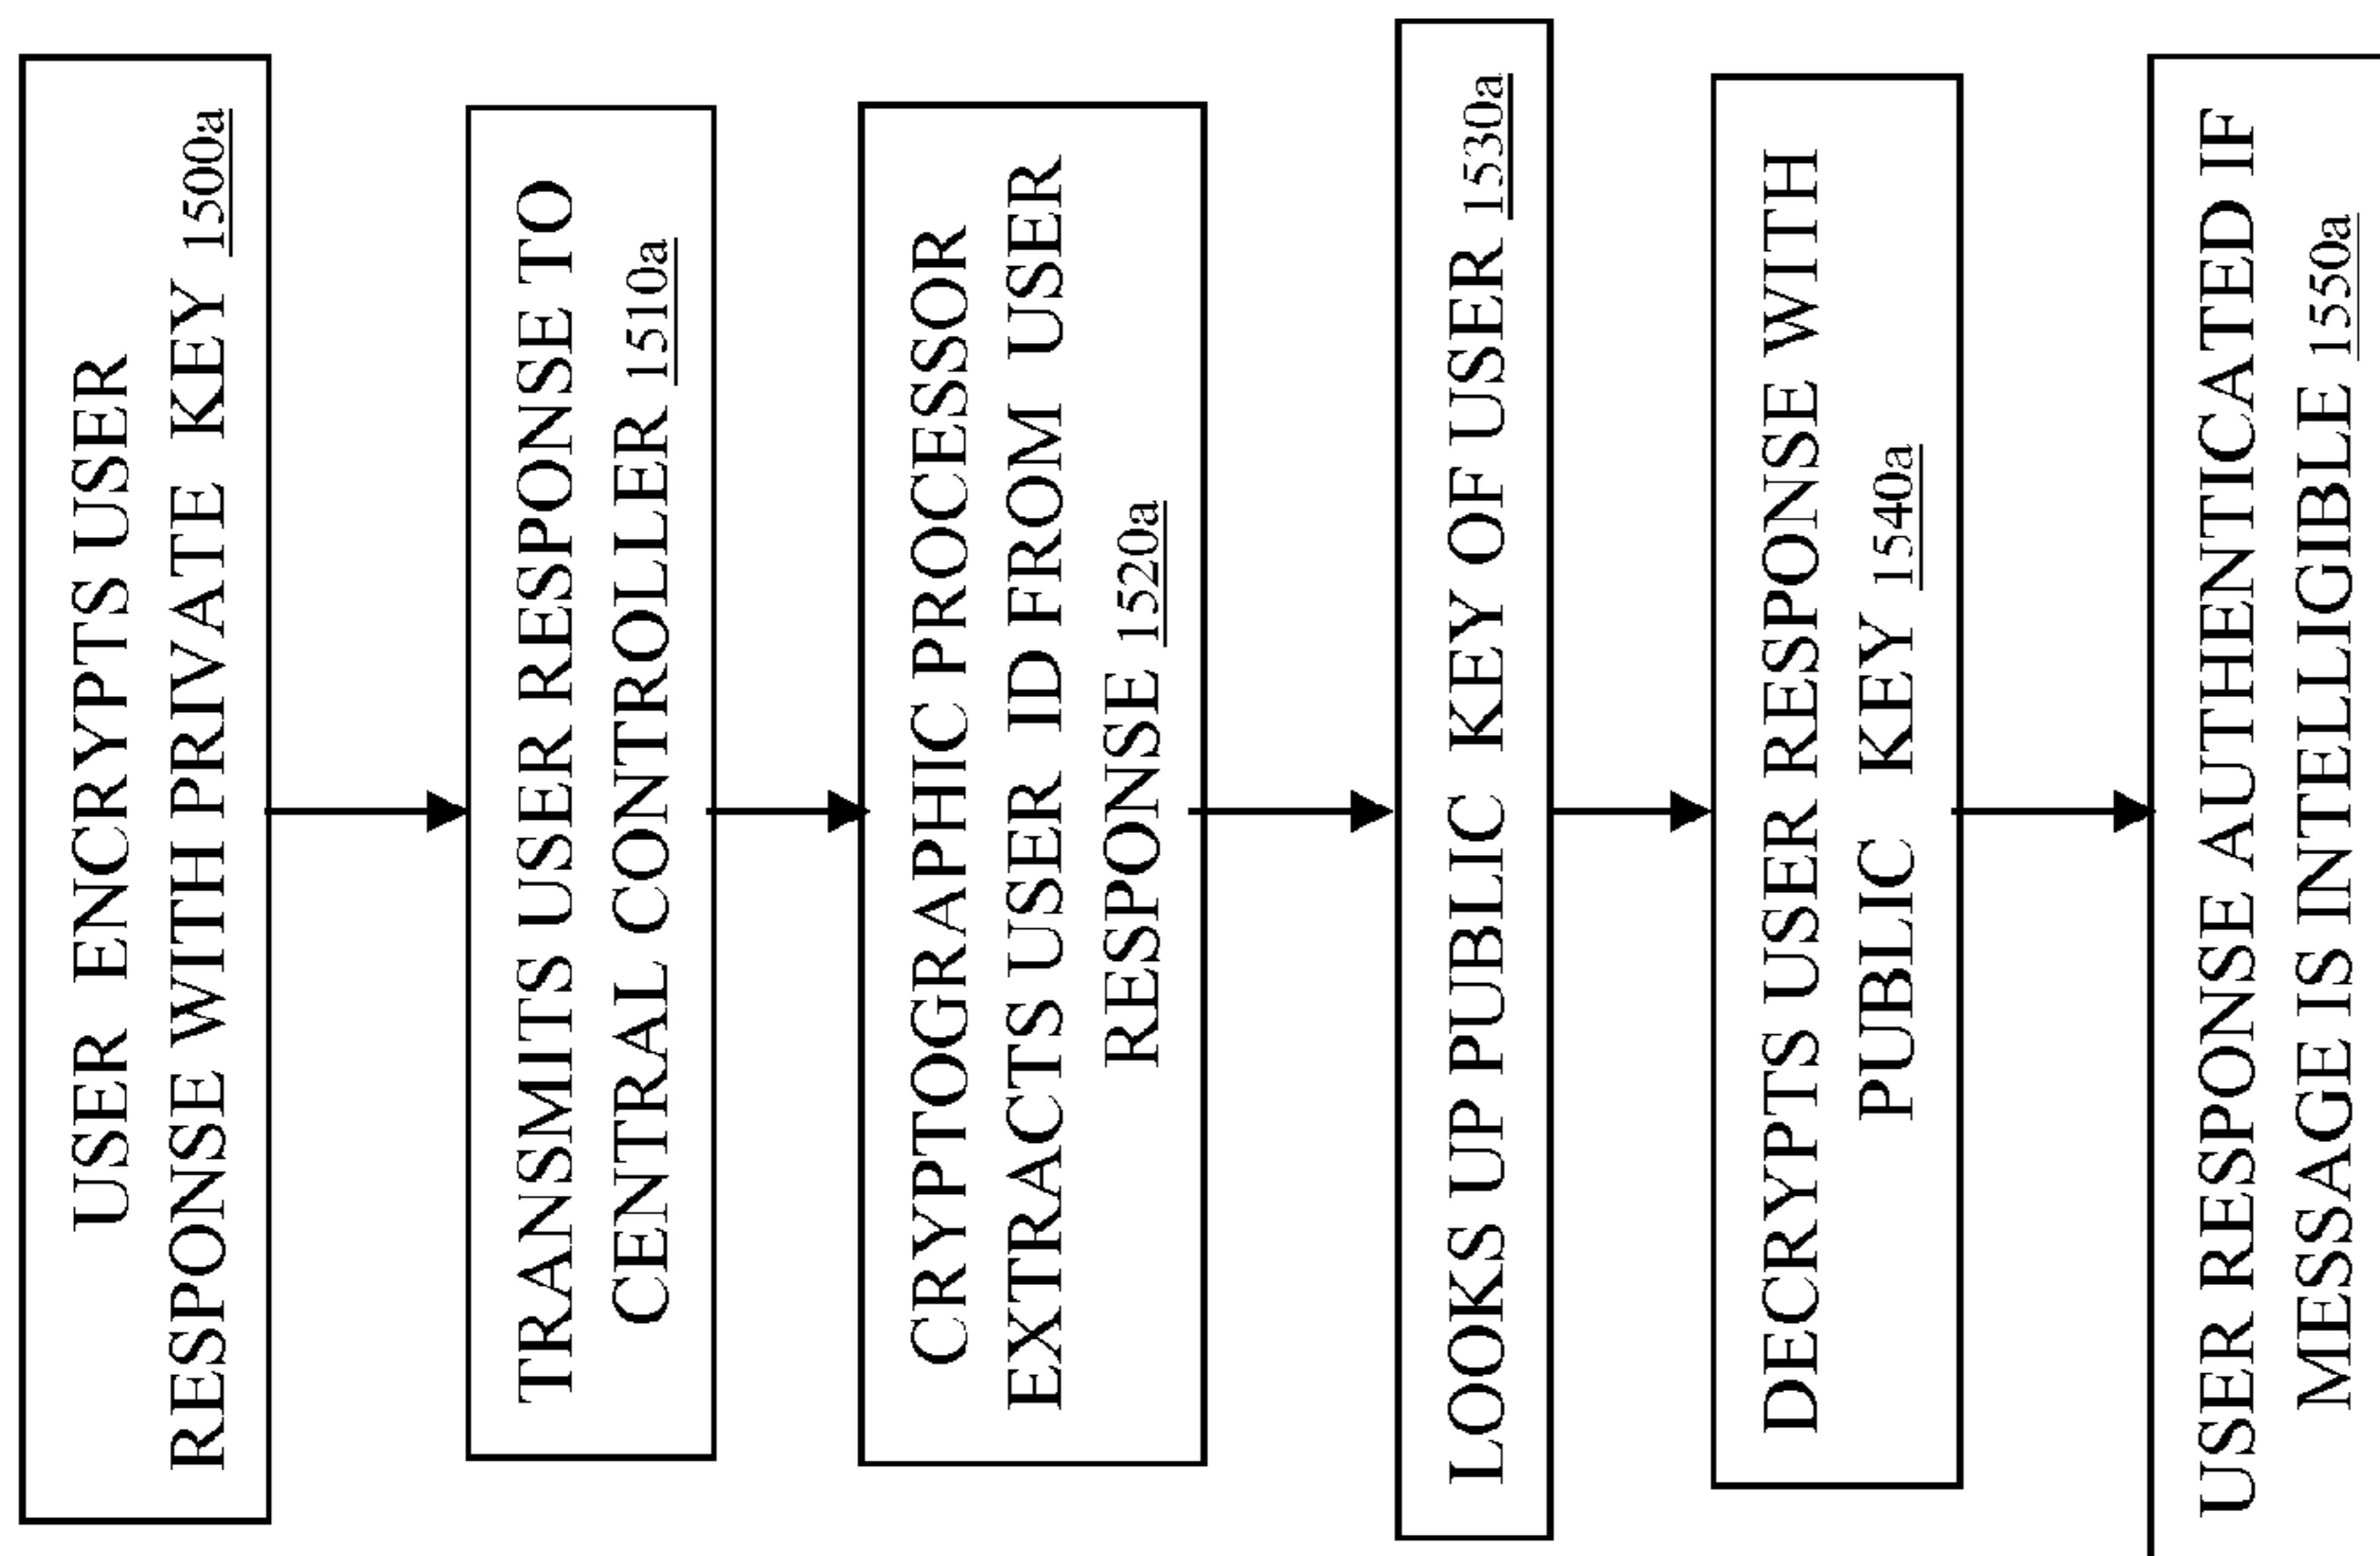 USER ENCRYPTS USER
RESPONSE WITH PRIVATE KEY 1500a
TRANSMITS USER RESPONSE TO
CENTRAL CONTROLLER 1510a
CRYPTOGRAPHIC PROCESSOR
EXTRACTS USER ID FROM USER
RESPONSE 1520a
LOOKS UP PUBLIC KEY OF USER 1530a
DECRYPTS USER RESPONSE WITH
PUBLIC KEY 1540a
USER RESPONSE AUTHENTICATED IF
MESSAGE IS INTELLIGIBLE 1550a